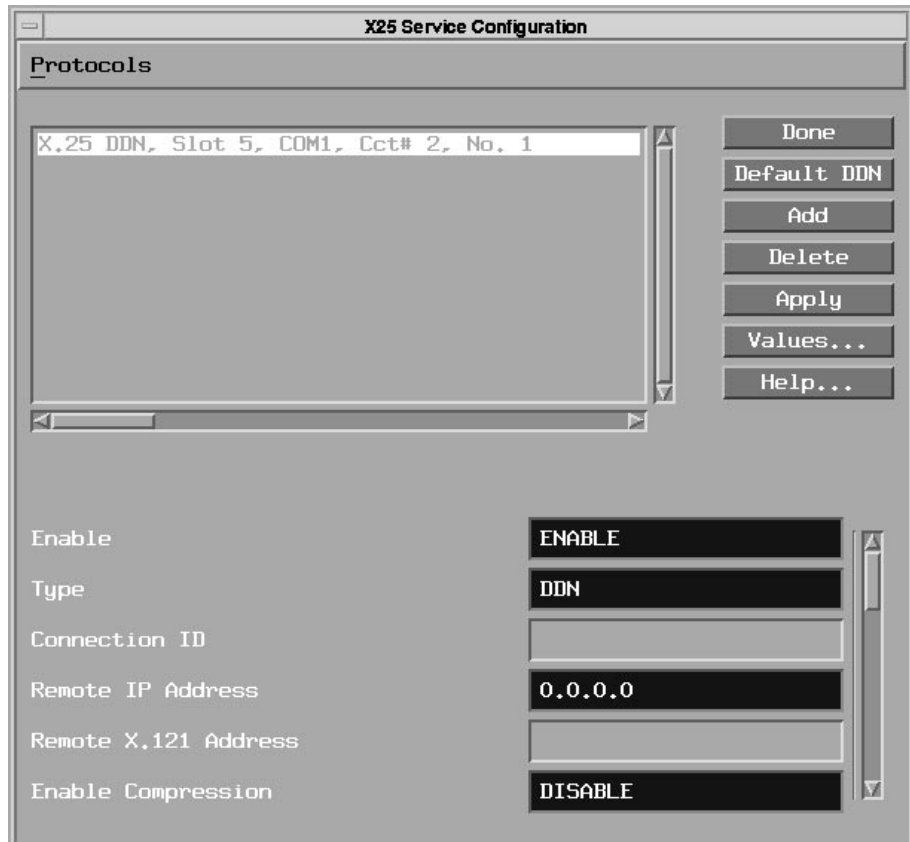 X25 Service Configuration
Protocols
X.25 DDN, Slot 5, COM1, Cct# 2, No. 1
Done
Default DDN
Add
Delete
Apply
Values...
Help...
Enable ENABLE
Type DDN
Connection ID
Remote IP Address 0.0.0.0
Remote X.121 Address
Enable Compression DISABLE